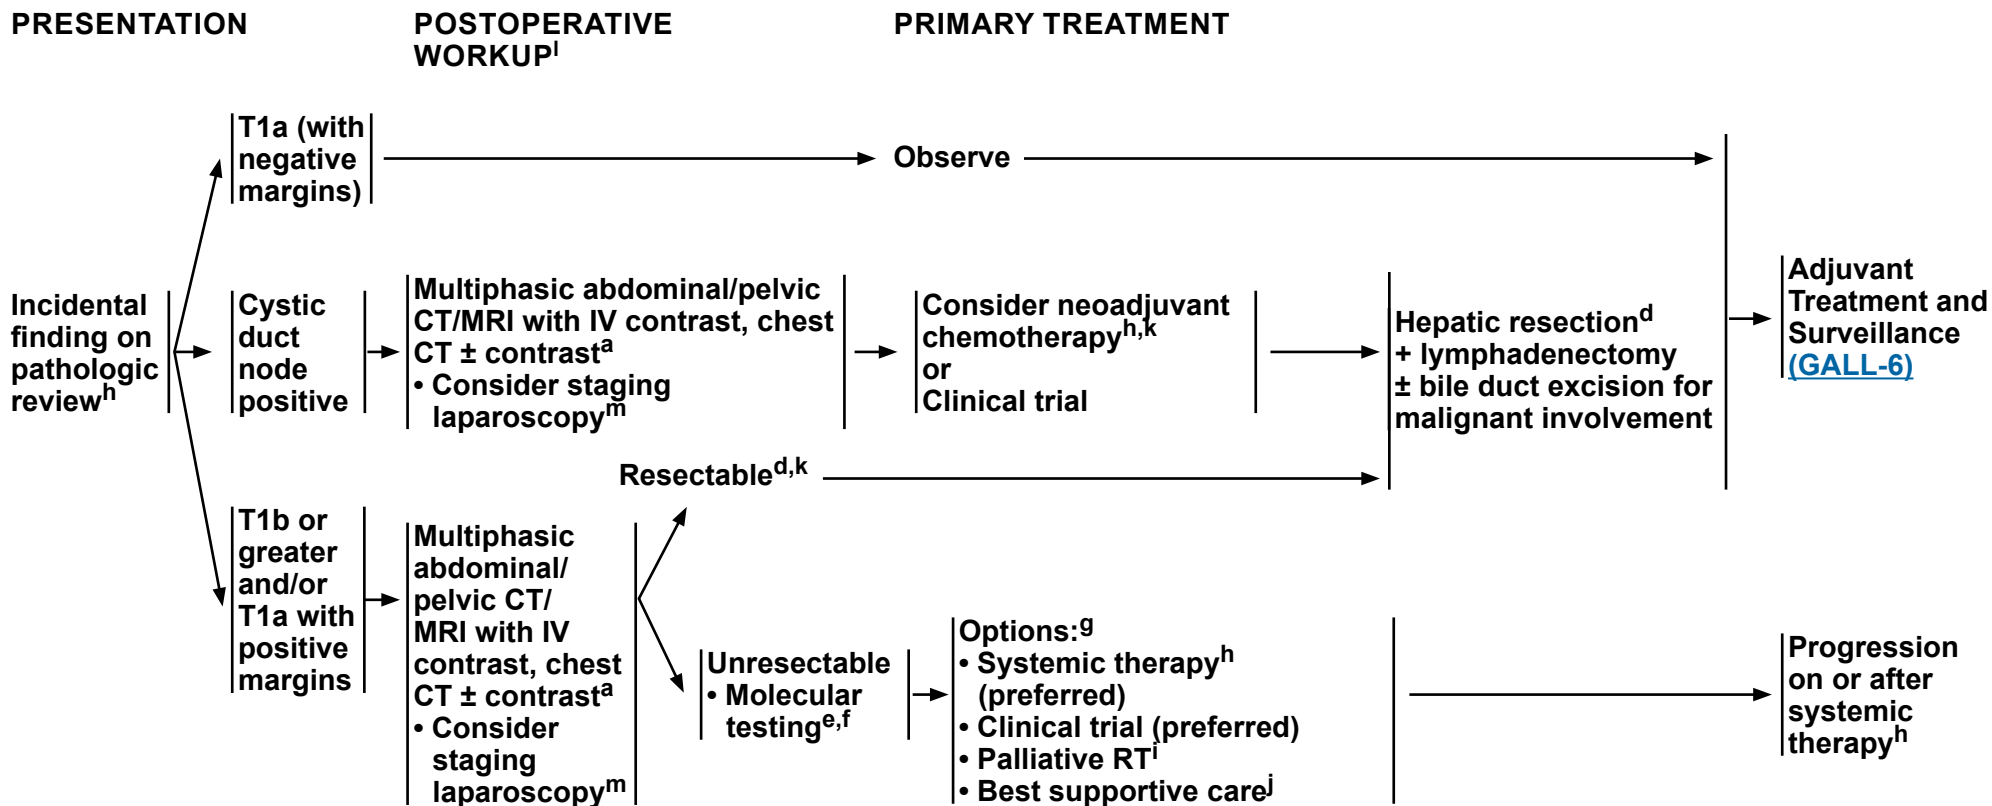 PRESENTATION
POSTOPERATIVE
WORKUPl
PRIMARY TREATMENT
Incidental
finding on
pathologic
reviewh
T1a (with
negative
margins)
Observe
Cystic
duct
node
positive
Multiphasic abdominal/pelvic
CT/MRI with IV contrast, chest
CT ± contrasta
• Consider staging
laparoscopym
Consider neoadjuvant
chemotherapyh,k
or
Clinical trial
Hepatic resectiond
+ lymphadenectomy
± bile duct excision for
malignant involvement
Adjuvant
Treatment and
Surveillance
(GALL-6)
T1b or
greater
and/or
T1a with
positive
margins
Multiphasic
abdominal/
pelvic CT/
MRI with IV
contrast, chest
CT ± contrasta
• Consider
staging
laparoscopym
Resectabled,k
Unresectable
• Molecular
testinge,f
Options:g
• Systemic therapyh
(preferred)
• Clinical trial (preferred)
• Palliative RTi
• Best supportive carej
Progression
on or after
systemic
therapyh